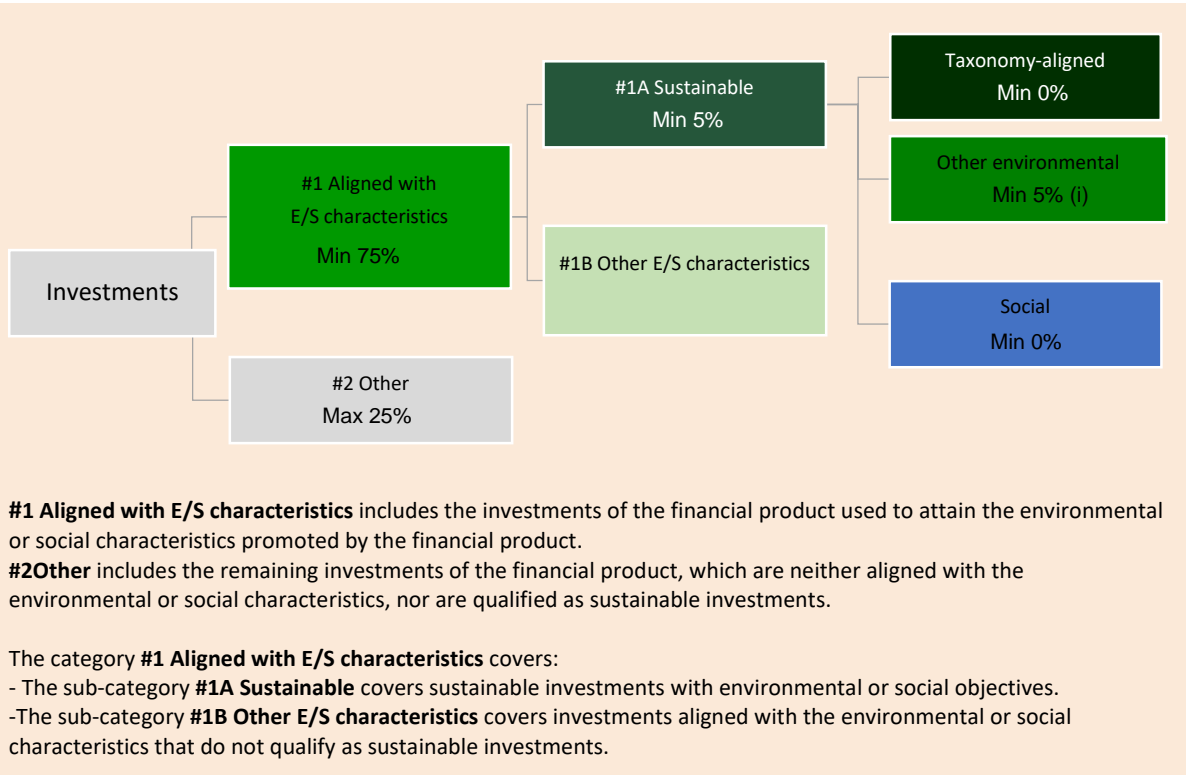 Taxonomy-aligned
Min 0%
#1A Sustainable
Min 5%
Other environmental
Min 5% (i)
#1 Aligned with
E/S characteristics
Min 75%
#1B Other E/S characteristics
Investments
Social
Min 0%
#2 Other
Max 25%
#1 Aligned with E/S characteristics includes the investments of the financial product used to attain the environmental
or social characteristics promoted by the financial product.
#2Other includes the remaining investments of the financial product, which are neither aligned with the
environmental or social characteristics, nor are qualified as sustainable investments.
The category #1 Aligned with E/S characteristics covers:
- The sub-category #1A Sustainable covers sustainable investments with environmental or social objectives.
-The sub-category #1B Other E/S characteristics covers investments aligned with the environmental or social
characteristics that do not qualify as sustainable investments.